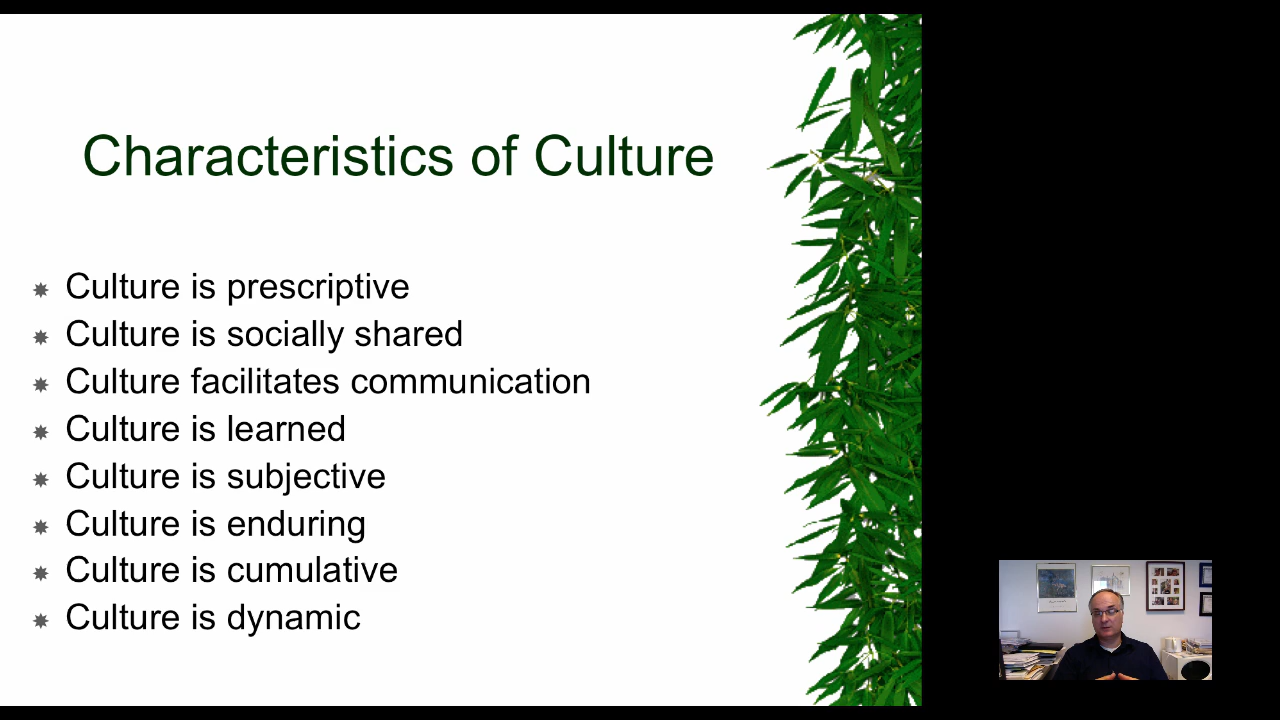 Characteristics of Culture
Culture is prescriptive
Culture is socially shared
Culture facilitates communication
Culture is learned
Culture is subjective
Culture is enduring
Culture is cumulative
Culture is dynamic